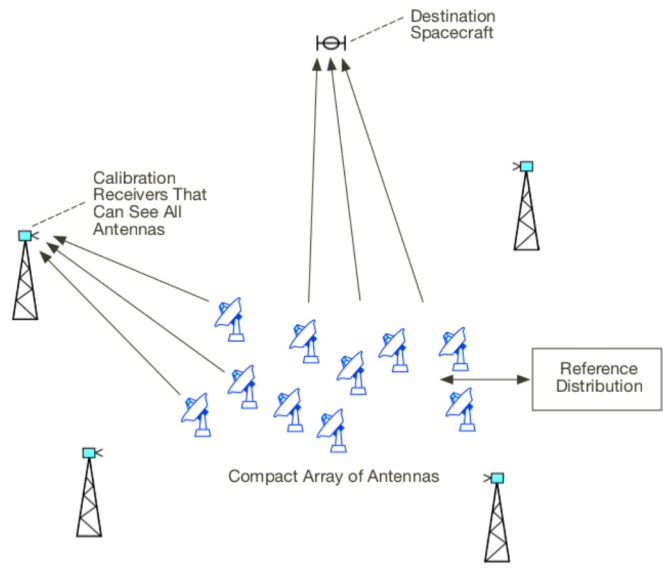 Destination
Spacecraft
Calibration
Receivers That
Can See All
Antennas
Reference
Distribution
Compact Array of Antennas